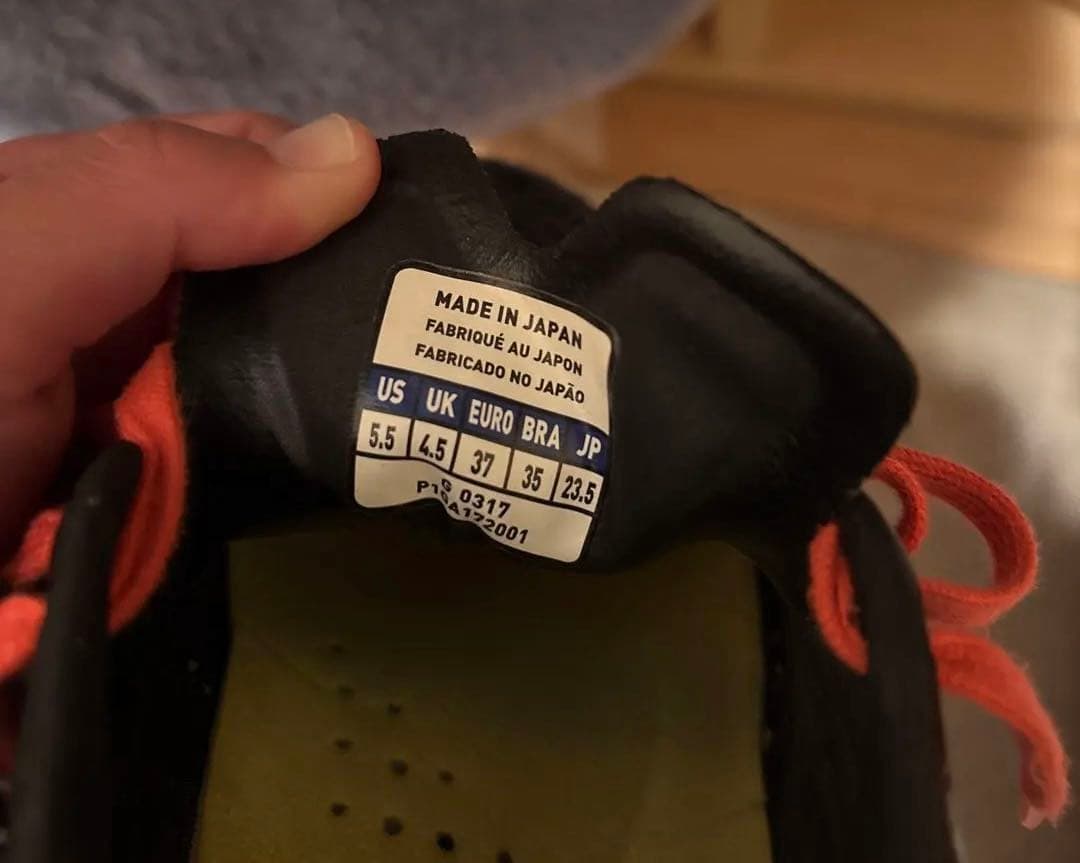 MADE IN JAPAN
FABRIQUÉ AU JAPON
FABRICADO NO JAPÃO
US UK EURO BRA JP
5.5 4.5 37 35 23.5
G 0317